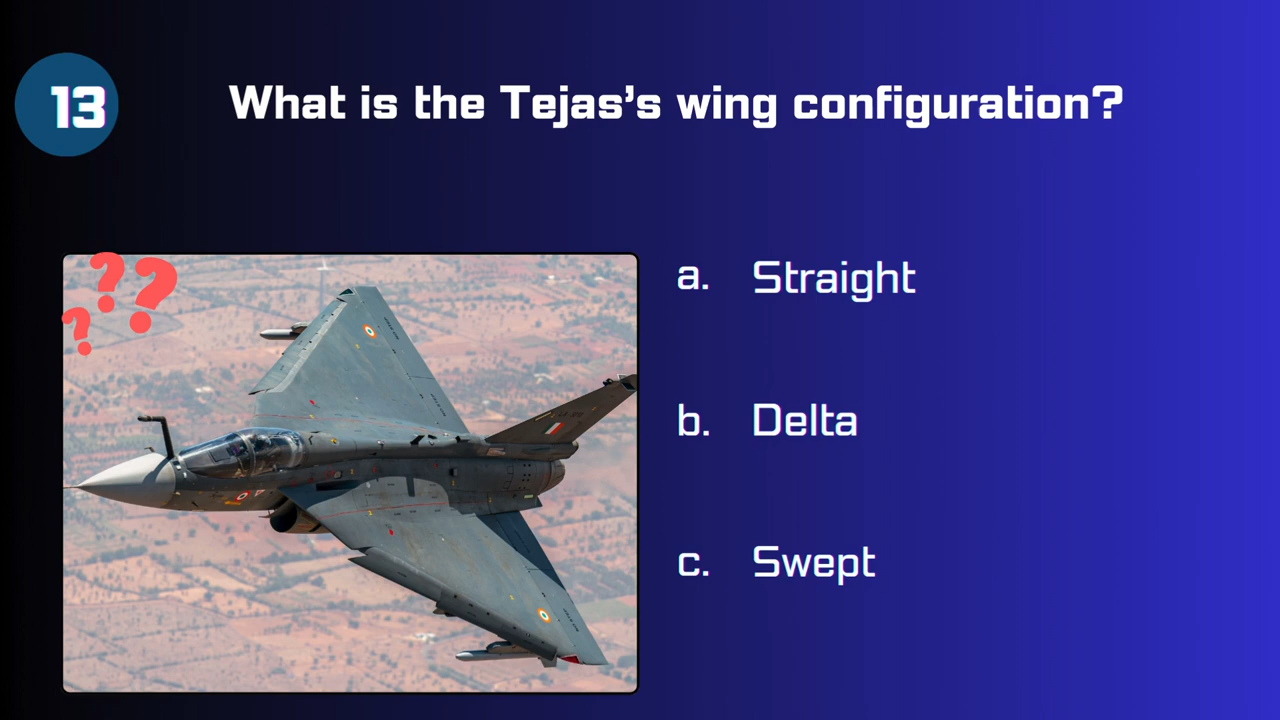 13
What is the Tejas’s wing configuration?
???
a. Straight
b. Delta
c. Swept